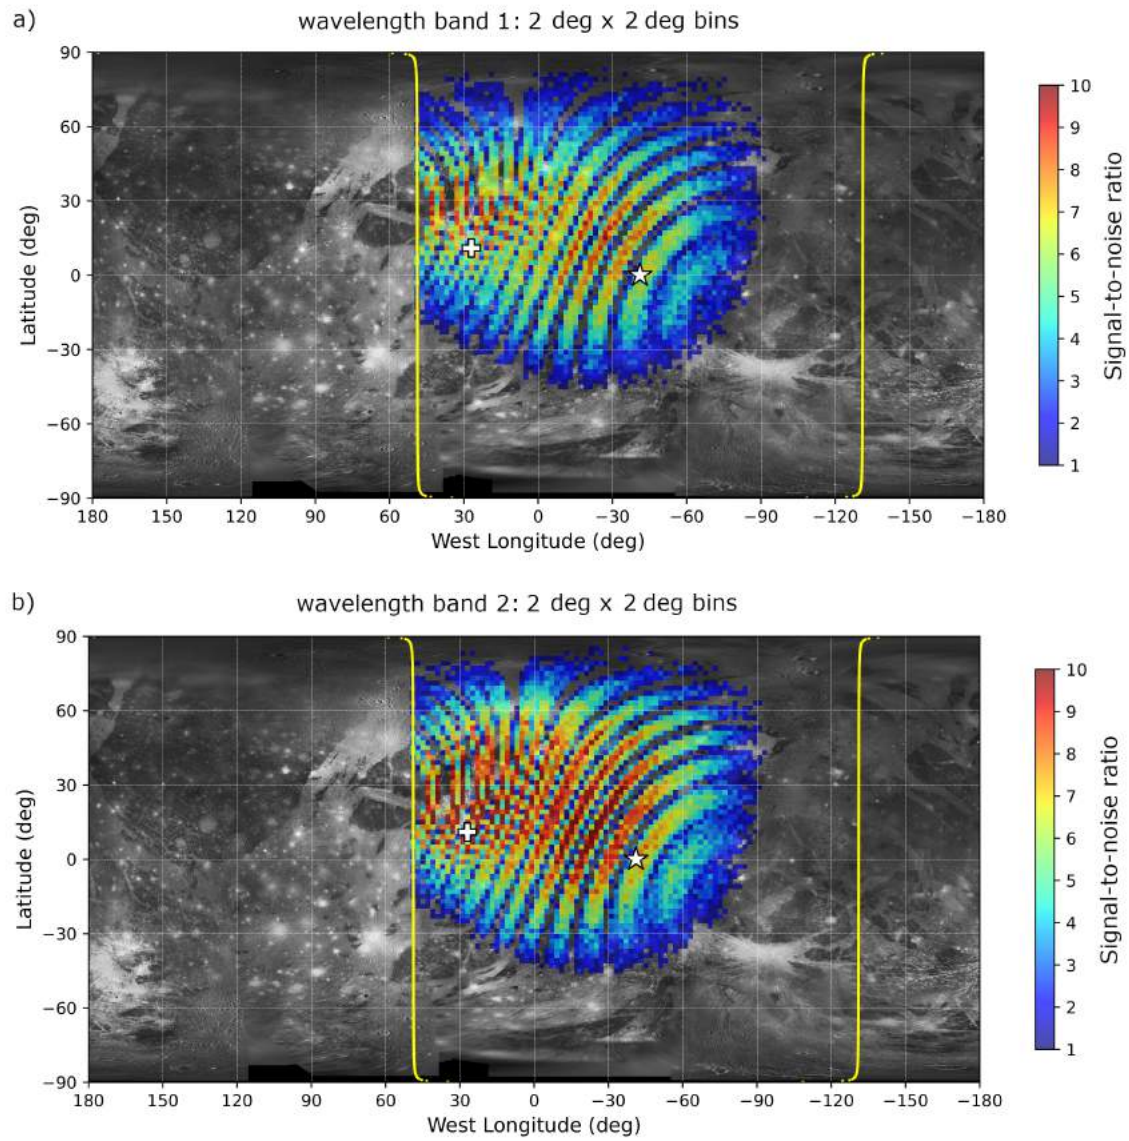 a)
wavelength band 1: 2 deg x 2 deg bins
90
60
30
0
−30
−60
−90
Latitude (deg)
180 150 120 90 60 30 0 −30 −60 −90 −120 −150 −180
West Longitude (deg)
10
9
8
7
6
5
4
3
2
1
Signal-to-noise ratio
b)
wavelength band 2: 2 deg x 2 deg bins
90
60
30
0
−30
−60
−90
Latitude (deg)
180 150 120 90 60 30 0 −30 −60 −90 −120 −150 −180
West Longitude (deg)
10
9
8
7
6
5
4
3
2
1
Signal-to-noise ratio